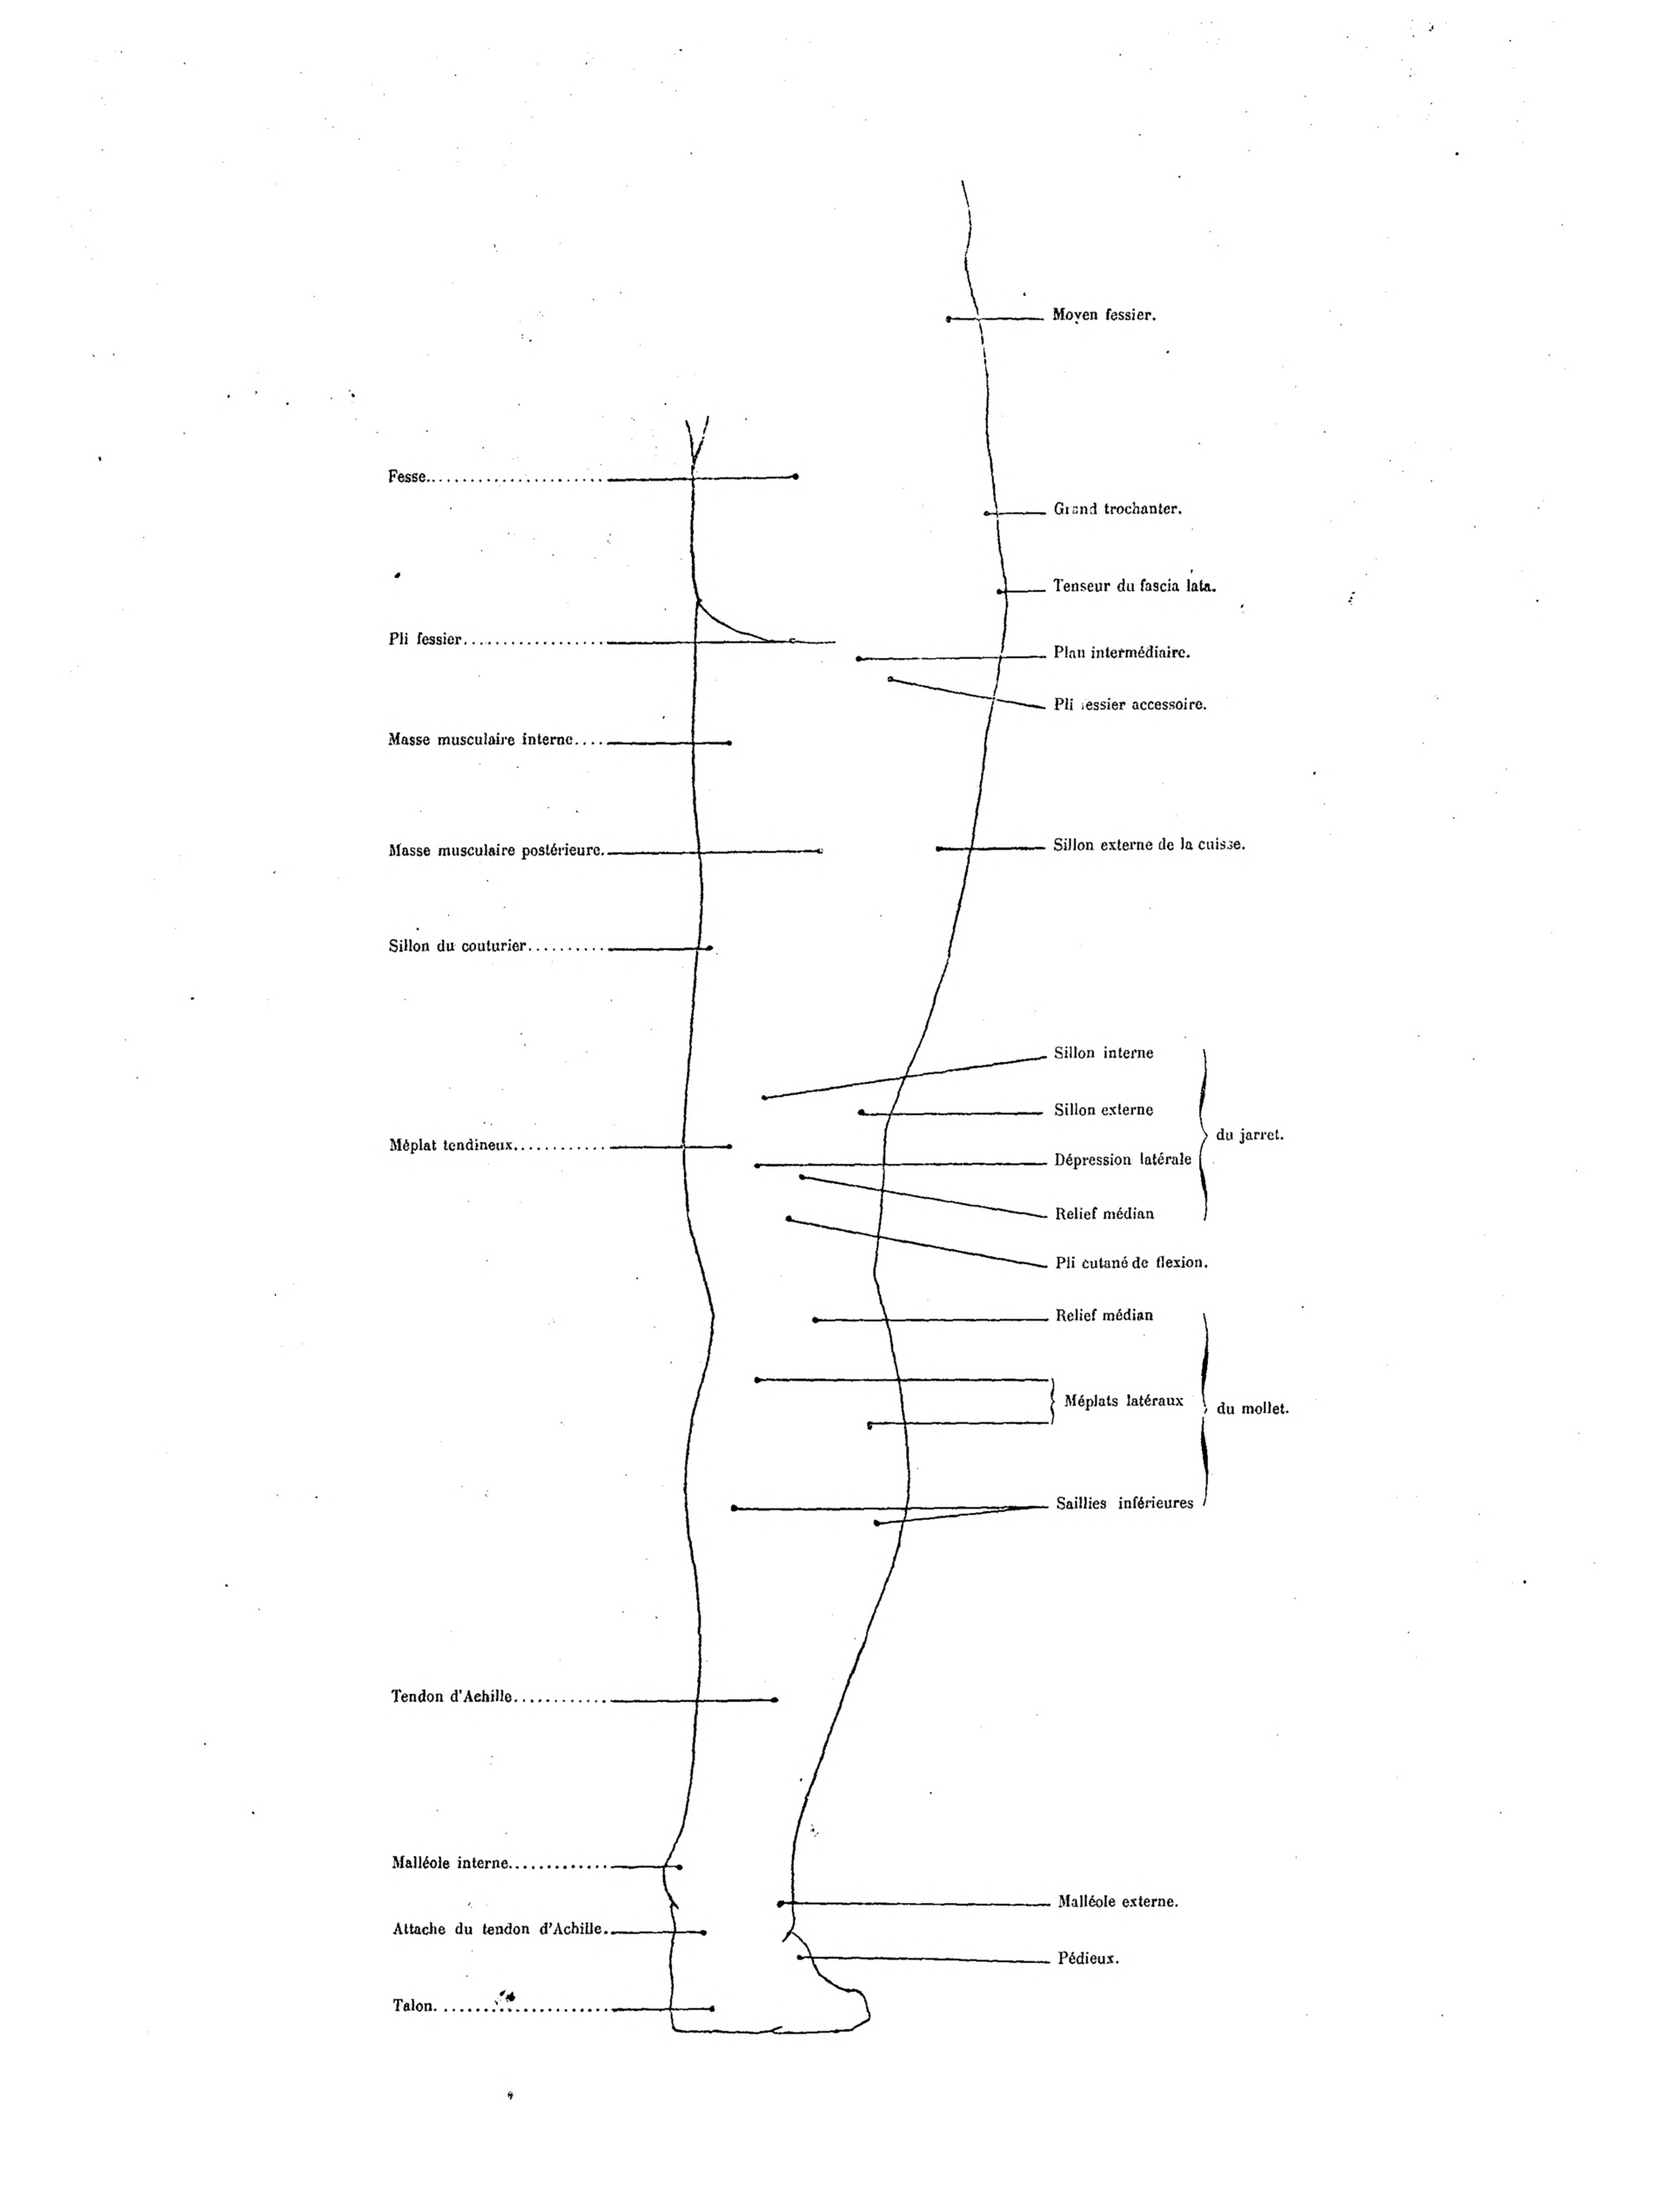 Moyen fessier.
Fesse
Grand trochanter.
Tenseur du fascia lata.
Pli fessier
Plan intermédiaire.
Pli fessier accessoire.
Masse musculaire interne
Masse musculaire postérieure.
Sillon externe de la cuisse.
Sillon du couturier
Sillon interne
Sillon externe
du jarret.
Méplat tendineux
Dépression latérale
Relief médian
Pli cutané de flexion.
Relief médian
Méplats latéraux
du mollet.
Saillies inférieures
Tendon d'Achille
Malléole interne
Malléole externe.
Attache du tendon d'Achille.
Pédieux.
Talon